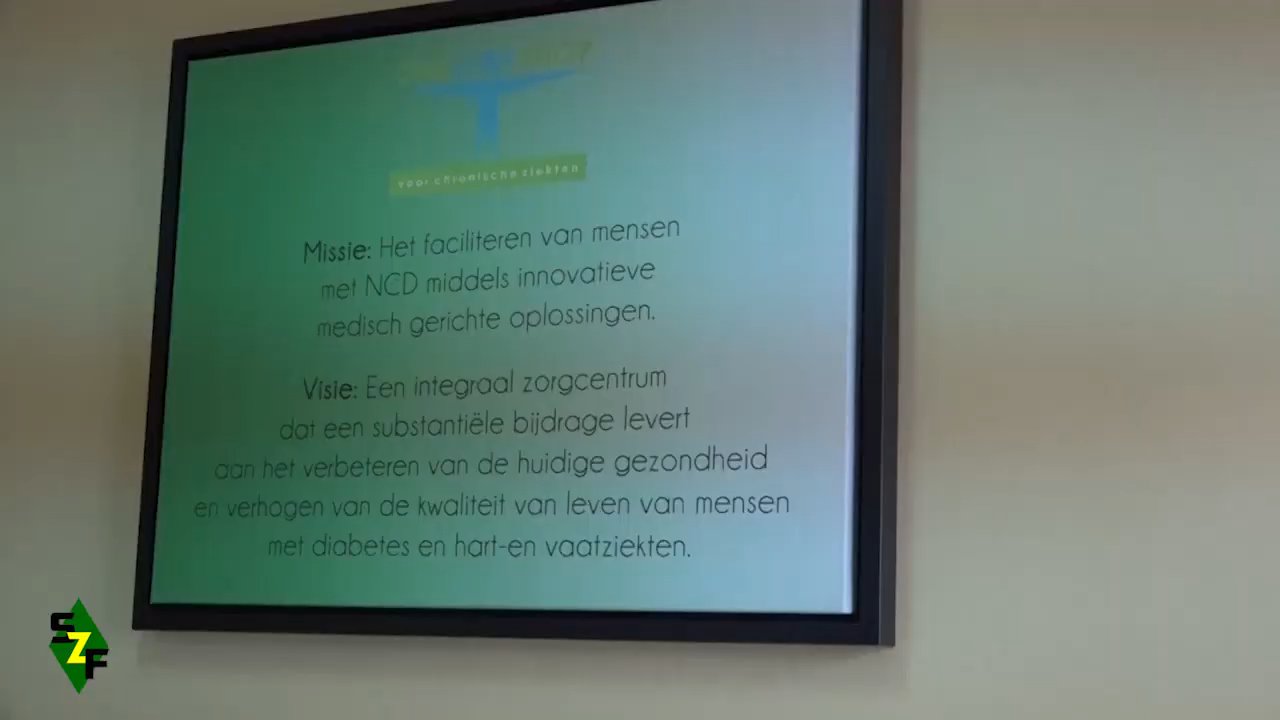 voor chronische ziekten
Missie: Het faciliteren van mensen
met NCD middels innovatieve
medisch gerichte oplossingen.
Visie: Een integraal zorgcentrum
dat een substantiële bijdrage levert
aan het verbeteren van de huidige gezondheid
en verhogen van de kwaliteit van leven van mensen
met diabetes en hart-en vaatziekten.
SZF